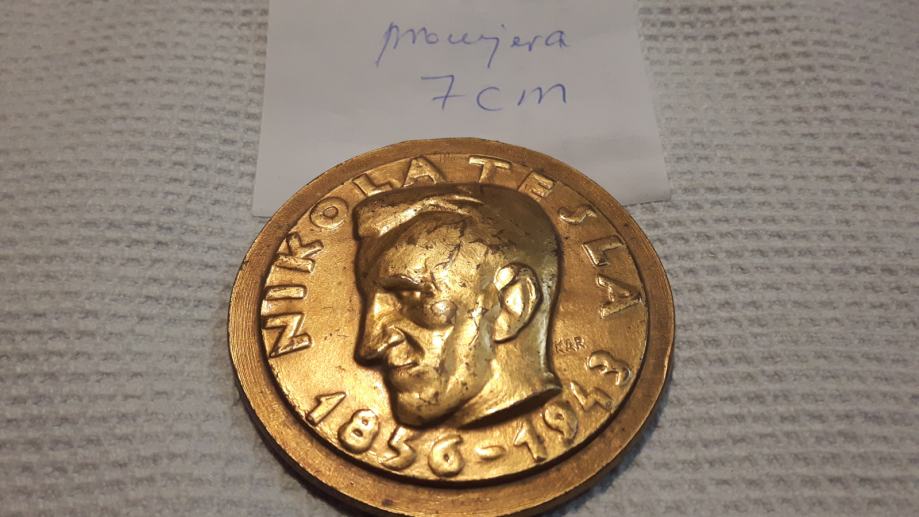 promjera
7cm
NIKOLA TESLA
KAR
1856-1943